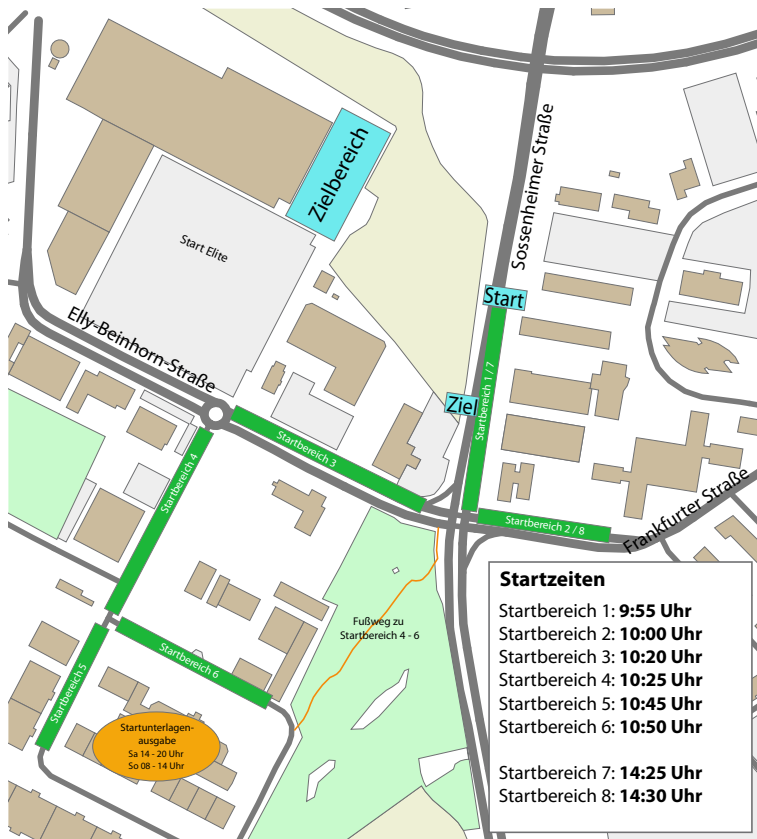 Zielbereich
Start Elite
Sossenheimer Straße
Start
Elly-Beinhorn-Straße
Ziel
Startbereich 1 / 7
Startbereich 3
Startbereich 4
Startbereich 2 / 8
Frankfurter Straße
Fußweg zu
Startbereich 4 - 6
Startbereich 6
Startbereich 5
Startunterlagen-
ausgabe
Sa 14 - 20 Uhr
So 08 - 14 Uhr
Startzeiten
Startbereich 1: 9:55 Uhr
Startbereich 2: 10:00 Uhr
Startbereich 3: 10:20 Uhr
Startbereich 4: 10:25 Uhr
Startbereich 5: 10:45 Uhr
Startbereich 6: 10:50 Uhr
Startbereich 7: 14:25 Uhr
Startbereich 8: 14:30 Uhr